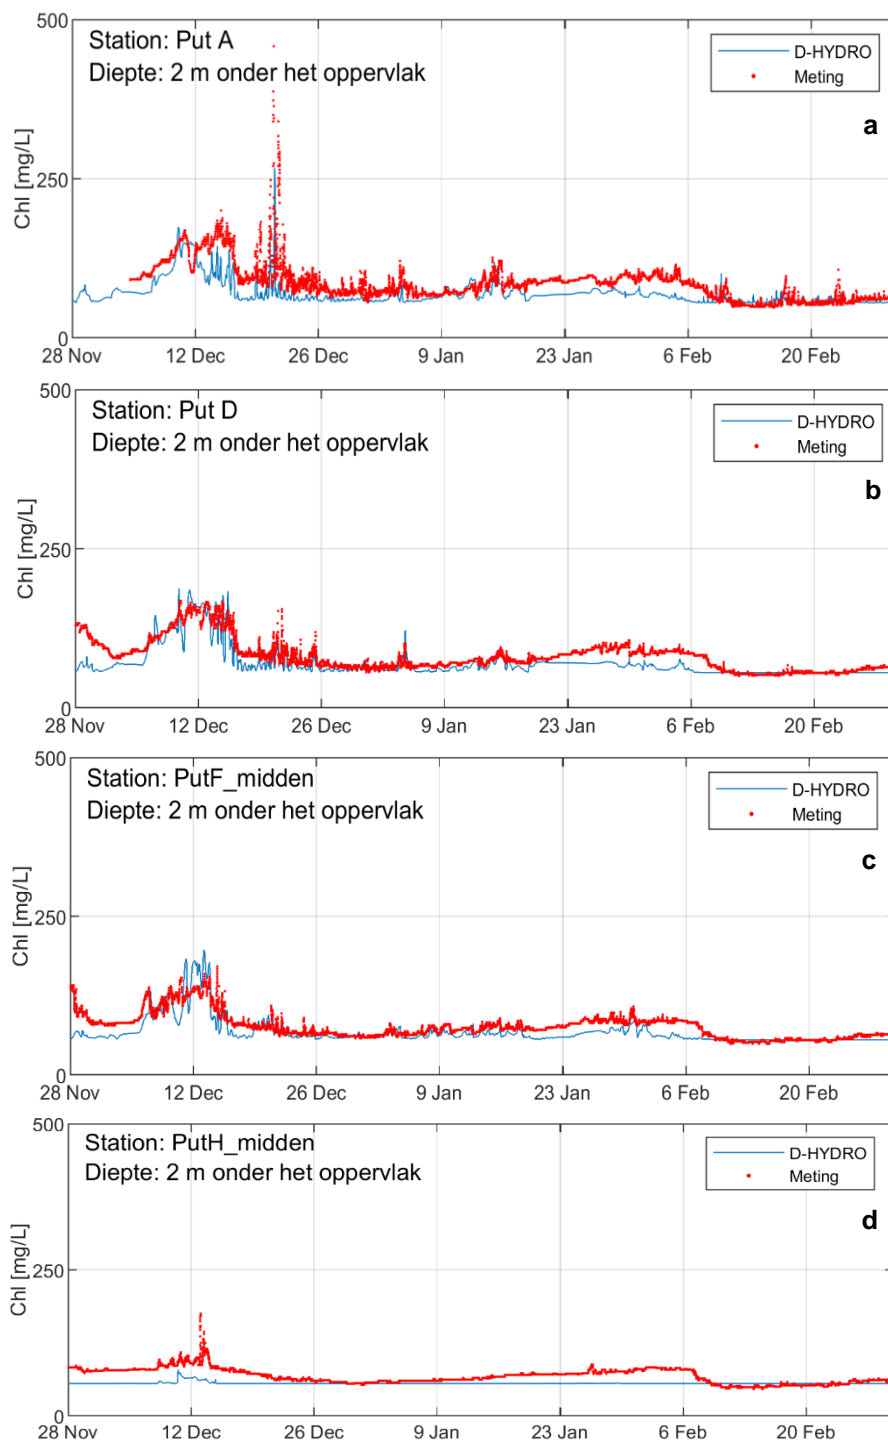 500
Station: Put A
Diepte: 2 m onder het oppervlak
D-HYDRO
Meting
a
Chl [mg/L]
250
0
28 Nov 12 Dec 26 Dec 9 Jan 23 Jan 6 Feb 20 Feb
500
Station: Put D
Diepte: 2 m onder het oppervlak
D-HYDRO
Meting
b
Chl [mg/L]
250
0
28 Nov 12 Dec 26 Dec 9 Jan 23 Jan 6 Feb 20 Feb
500
Station: PutF_midden
Diepte: 2 m onder het oppervlak
D-HYDRO
Meting
c
Chl [mg/L]
250
0
28 Nov 12 Dec 26 Dec 9 Jan 23 Jan 6 Feb 20 Feb
500
Station: PutH_midden
Diepte: 2 m onder het oppervlak
D-HYDRO
Meting
d
Chl [mg/L]
250
0
28 Nov 12 Dec 26 Dec 9 Jan 23 Jan 6 Feb 20 Feb